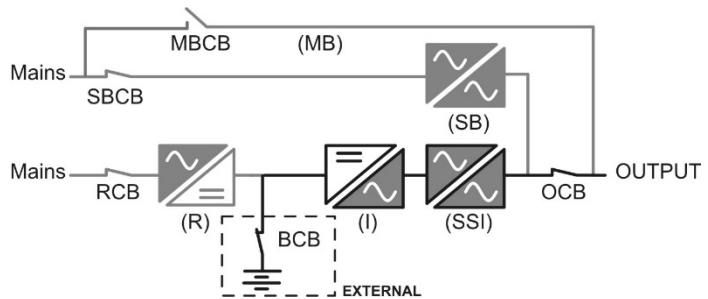 MBCB
(MB)
Mains
SBCB
(SB)
Mains
RCB
(R)
(I)
(SSI)
OCB
OUTPUT
BCB
EXTERNAL